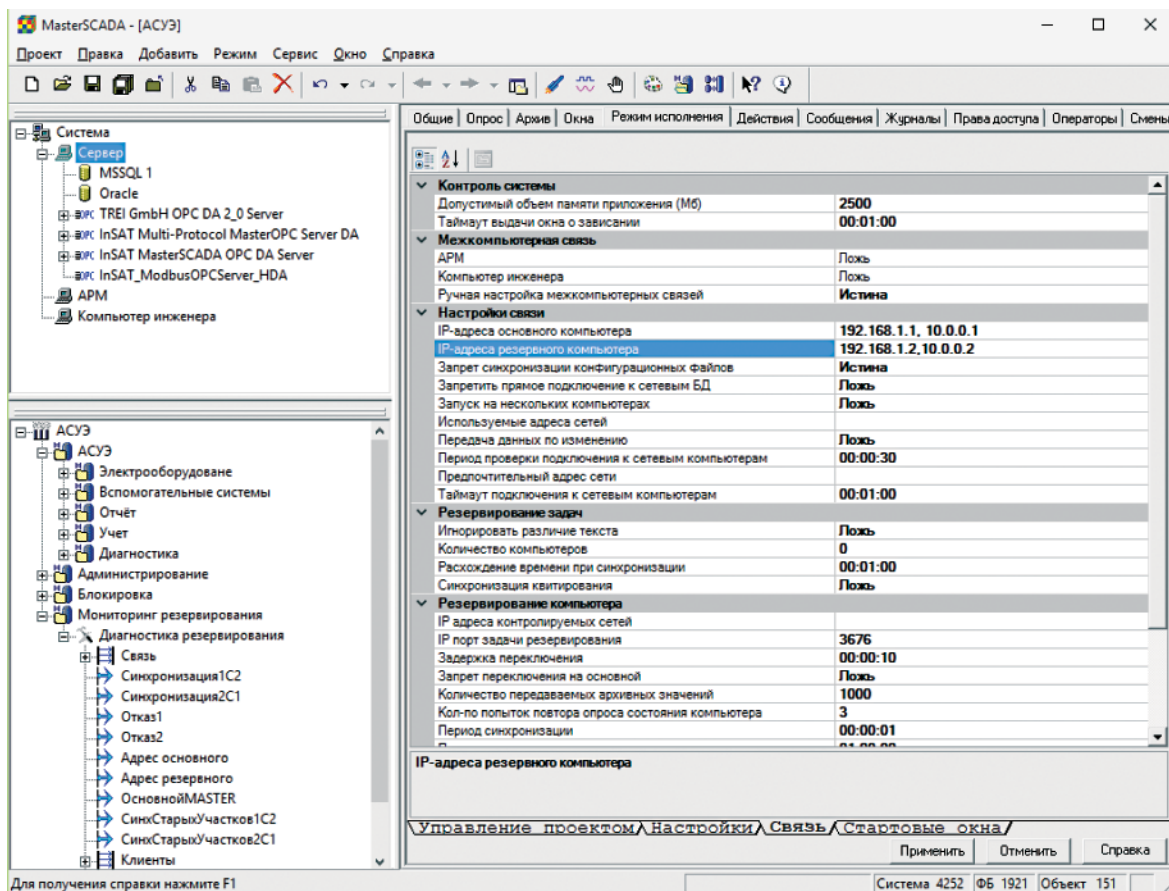 MasterSCADA - [АСУЭ]
Проект Правка Добавить Режим Сервис Окно Справка
Система
Сервер
MSSQL 1
Oracle
TREI GmbH OPC DA 2_0 Server
InSAT Multi-Protocol MasterOPC Server DA
InSAT MasterSCADA OPC DA Server
InSAT_ModbusOPCServer_HDA
АРМ
Компьютер инженера
АСУЭ
АСУЭ
Электрооборудоване
Вспомогательные системы
Отчёт
Учет
Диагностика
Администрирование
Блокировка
Мониторинг резервирования
Диагностика резервирования
Связь
Синхронизация1С2
Синхронизация2С1
Отказ1
Отказ2
Адрес основного
Адрес резервного
ОсновнойMASTER
СинхСтарыхУчастков1С2
СинхСтарыхУчастков2С1
Клиенты
Общие Опрос Архив Окна Режим исполнения Действия Сообщения Журналы Права доступа Операторы Смены
Контроль системы
Допустимый объем памяти приложения (Мб) 2500
Таймаут выдачи окна о зависании 00:01:00
Межкомпьютерная связь
АРМ Ложь
Компьютер инженера Ложь
Ручная настройка межкомпьютерных связей Истина
Настройки связи
IP-адреса основного компьютера 192.168.1.1, 10.0.0.1
IP-адреса резервного компьютера 192.168.1.2,10.0.0.2
Запрет синхронизации конфигурационных файлов Истина
Запретить прямое подключение к сетевым БД Ложь
Запуск на нескольких компьютерах Ложь
Используемые адреса сетей
Передача данных по изменению Ложь
Период проверки подключения к сетевым компьютерам 00:00:30
Предпочтительный адрес сети
Таймаут подключения к сетевым компьютерам 00:01:00
Резервирование задач
Игнорировать различие текста Ложь
Количество компьютеров 0
Расхождение времени при синхронизации 00:01:00
Синхронизация квитирования Ложь
Резервирование компьютера
IP адреса контролируемых сетей
IP порт задачи резервирования 3676
Задержка переключения 00:00:10
Запрет переключения на основной Ложь
Количество передаваемых архивных значений 1000
Кол-по попыток повтора опроса состояния компьютера 3
Период синхронизации 00:00:01
IP-адреса резервного компьютера
Управление проектом Настройки Связь Стартовые окна
Применить Отменить Справка
Для получения справки нажмите F1
Система 4252 ФБ 1921 Объект 151